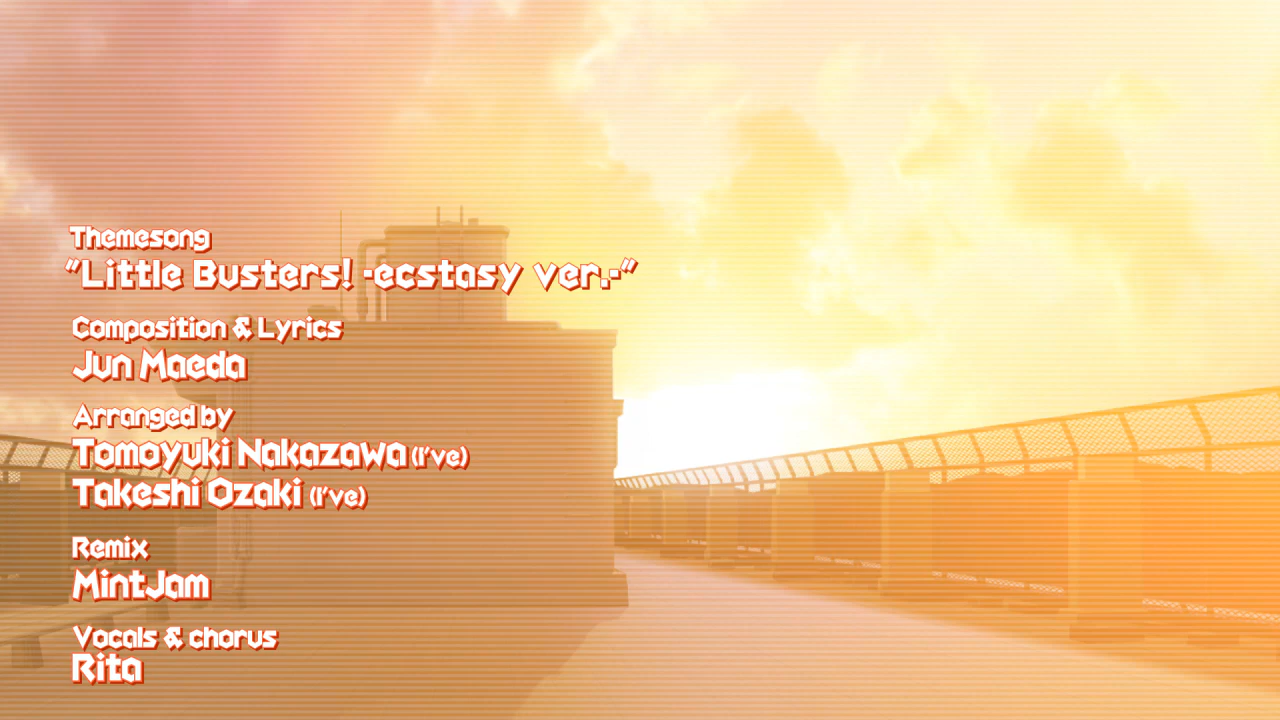 Themesong
"Little Busters! -ecstasy ver.-"
Composition & Lyrics
Jun Maeda
Arranged by
Tomoyuki Nakazawa (I've)
Takeshi Ozaki (I've)
Remix
MintJam
Vocals & chorus
Rita